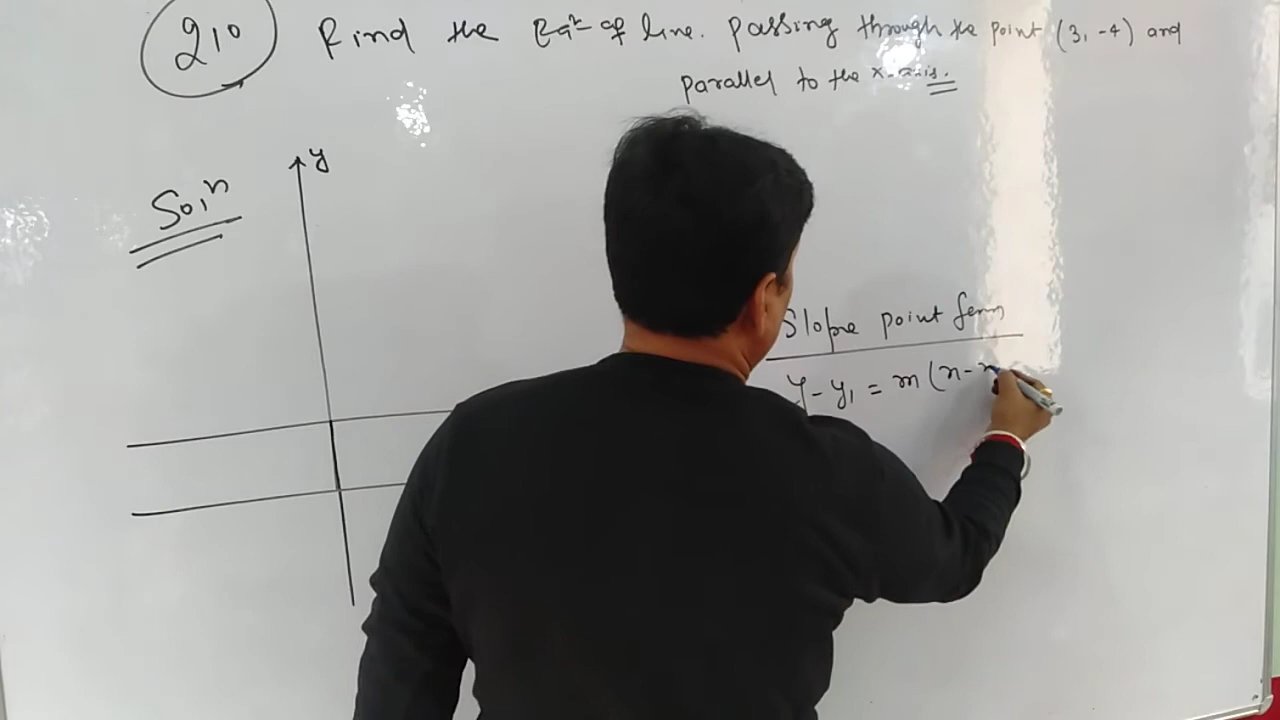 210 Find the Eqn of line. passing through the point (3, -4) and
parallel to the x-axis.
Soln
y
Slope point form
y - y1 = m (x - x